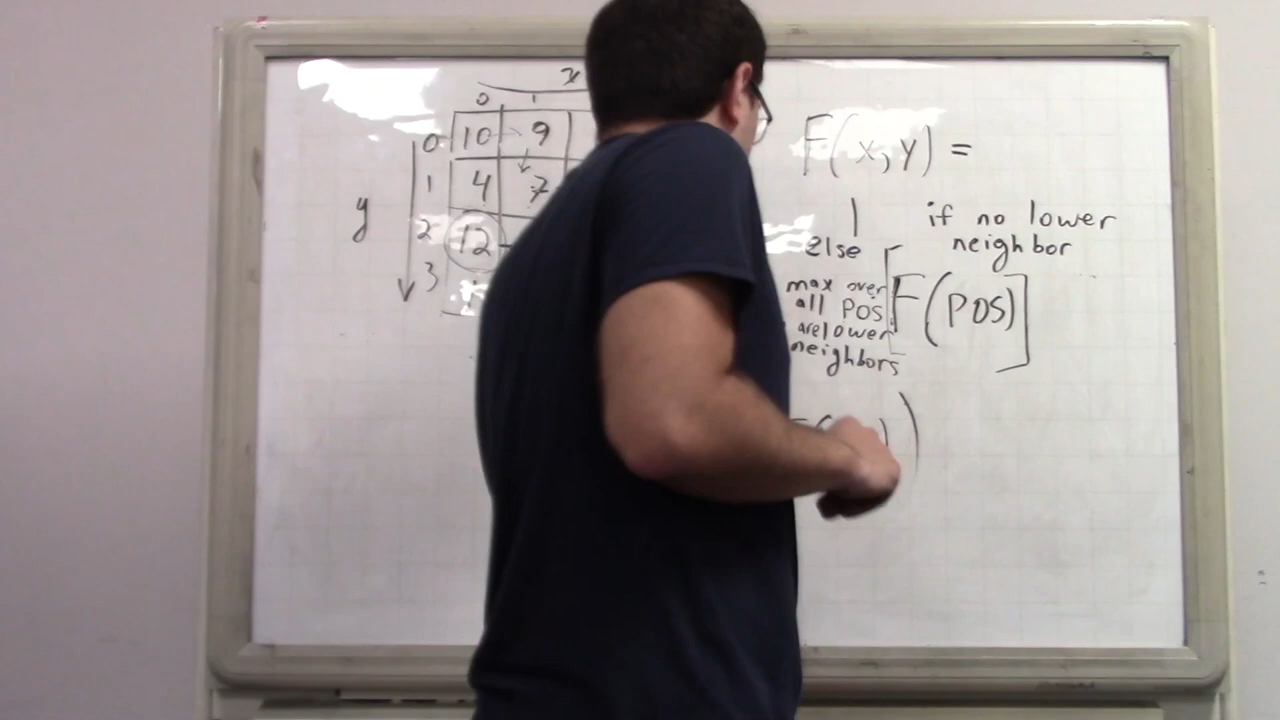 x
0 1
0 10 9
1 4 7
y
2 12
3
F(x,y) =
1 if no lower
neighbor
else
max over
all POS
are lower
neighbors
F(POS)